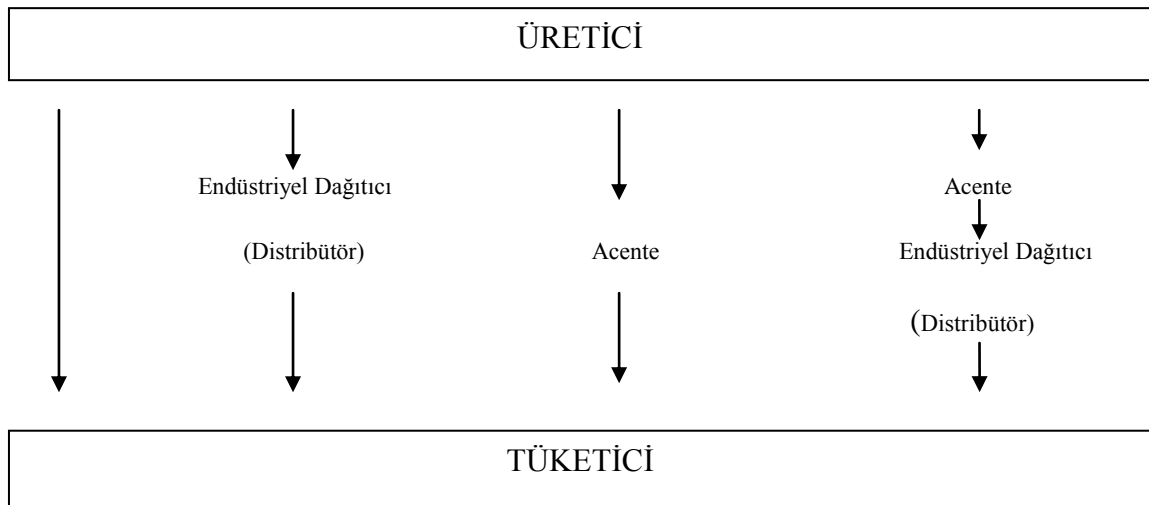 ÜRETİCİ
Endüstriyel Dağıtıcı
(Distribütör)
Acente
Acente
Endüstriyel Dağıtıcı
(Distribütör)
TÜKETİCİ